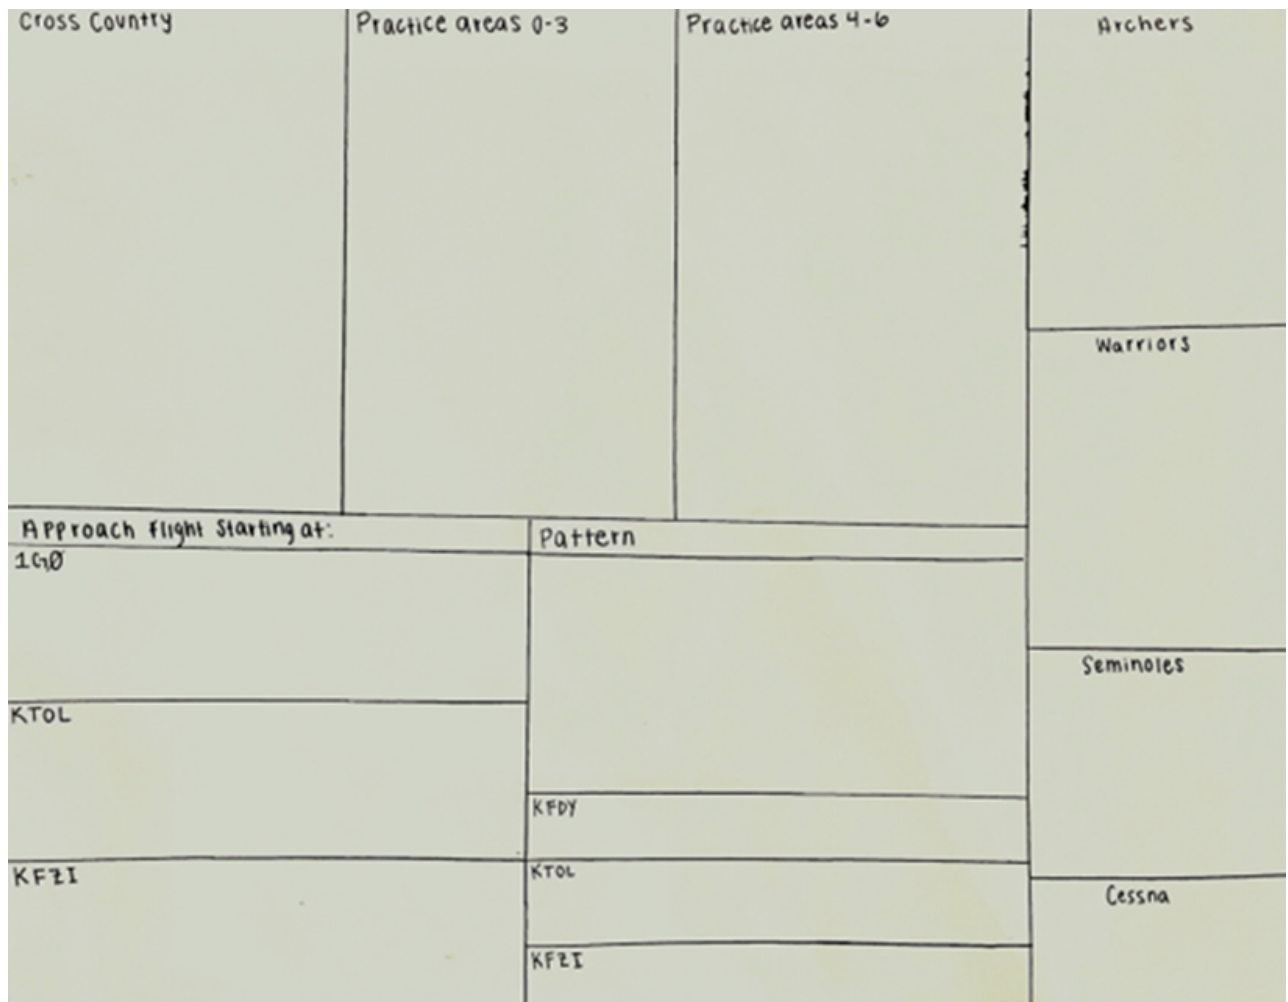 Cross Country
Practice areas 0-3
Practice areas 4-6
Archers
Warriors
Seminoles
Cessna
Approach flight Starting at:
1G0
KTOL
KFZI
Pattern
KFDY
KTOL
KFZI